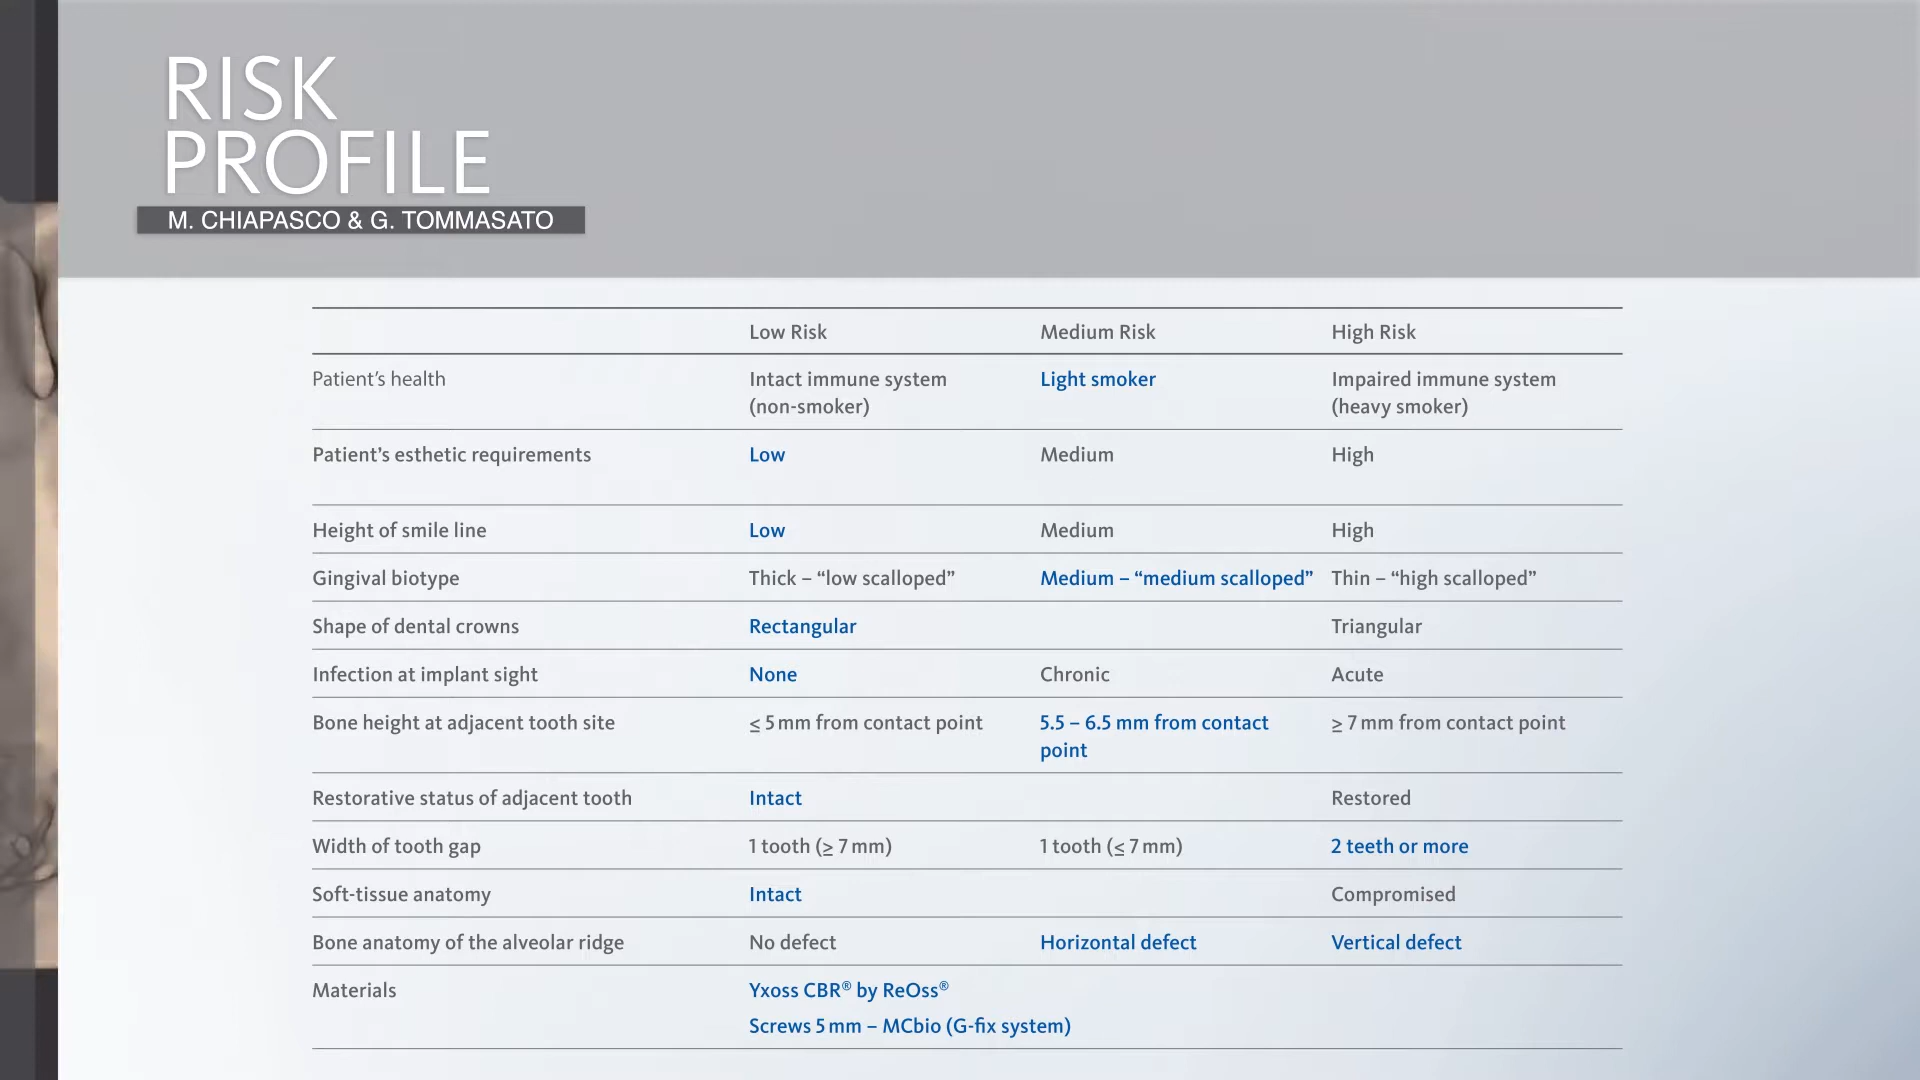 RISK
PROFILE
M. CHIAPASCO & G. TOMMASATO
Low Risk Medium Risk High Risk
Patient’s health Intact immune system Light smoker Impaired immune system
(non-smoker) (heavy smoker)
Patient’s esthetic requirements Low Medium High
Height of smile line Low Medium High
Gingival biotype Thick – “low scalloped” Medium – “medium scalloped” Thin – “high scalloped”
Shape of dental crowns Rectangular Triangular
Infection at implant sight None Chronic Acute
Bone height at adjacent tooth site ≤ 5 mm from contact point 5.5 – 6.5 mm from contact ≥ 7 mm from contact point
point
Restorative status of adjacent tooth Intact Restored
Width of tooth gap 1 tooth (≥ 7 mm) 1 tooth (≤ 7 mm) 2 teeth or more
Soft-tissue anatomy Intact Compromised
Bone anatomy of the alveolar ridge No defect Horizontal defect Vertical defect
Materials Yxoss CBR® by ReOss®
Screws 5 mm – MCbio (G-fix system)